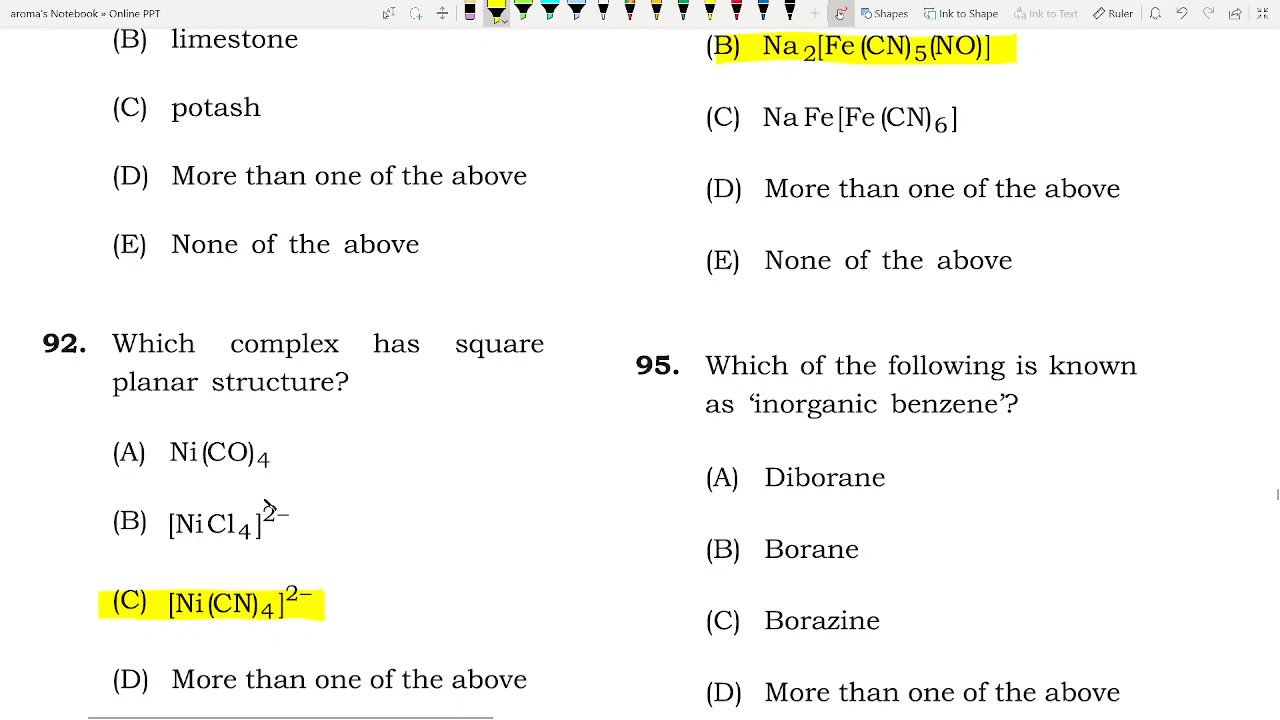 aroma's Notebook » Online PPT
Shapes
Ink to Shape
Ink to Text
Ruler
(B) limestone
(C) potash
(D) More than one of the above
(E) None of the above
92. Which complex has square
planar structure?
(A) Ni(CO)₄
(B) [NiCl₄]²⁻
(C) [Ni(CN)₄]²⁻
(D) More than one of the above
(B) Na₂[Fe(CN)₅(NO)]
(C) NaFe[Fe(CN)₆]
(D) More than one of the above
(E) None of the above
95. Which of the following is known
as ‘inorganic benzene’?
(A) Diborane
(B) Borane
(C) Borazine
(D) More than one of the above